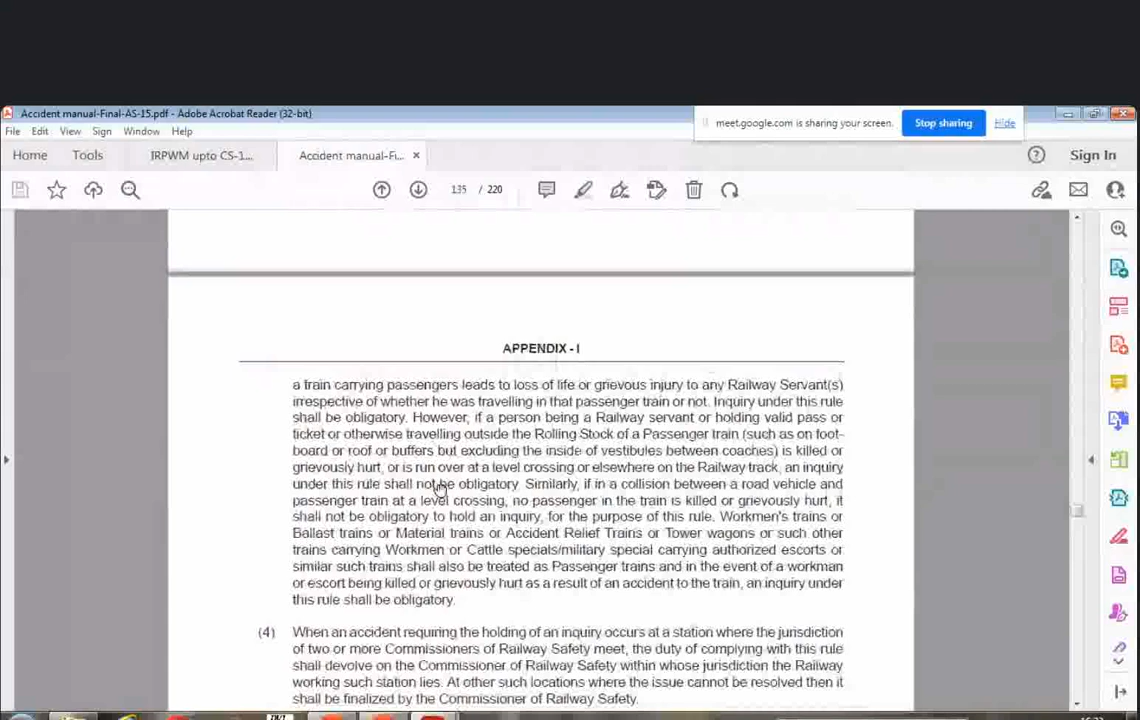 Accident manual-Final-AS-15.pdf - Adobe Acrobat Reader (32-bit)
meet.google.com is sharing your screen. Stop sharing Hide
File Edit View Sign Window Help
Home Tools IRPWM upto CS-1... Accident manual-Fi... × Sign In
135 / 220
APPENDIX - I
a train carrying passengers leads to loss of life or grievous injury to any Railway Servant(s)
irrespective of whether he was travelling in that passenger train or not. Inquiry under this rule
shall be obligatory. However, if a person being a Railway servant or holding valid pass or
ticket or otherwise travelling outside the Rolling Stock of a Passenger train (such as on foot-
board or roof or buffers but excluding the inside of vestibules between coaches) is killed or
grievously hurt, or is run over at a level crossing or elsewhere on the Railway track, an inquiry
under this rule shall not be obligatory. Similarly, if in a collision between a road vehicle and
passenger train at a level crossing, no passenger in the train is killed or grievously hurt, it
shall not be obligatory to hold an inquiry, for the purpose of this rule. Workmen's trains or
Ballast trains or Material trains or Accident Relief Trains or Tower wagons or such other
trains carrying Workmen or Cattle specials/military special carrying authorized escorts or
similar such trains shall also be treated as Passenger trains and in the event of a workman
or escort being killed or grievously hurt as a result of an accident to the train, an inquiry under
this rule shall be obligatory.
(4) When an accident requiring the holding of an inquiry occurs at a station where the jurisdiction
of two or more Commissioners of Railway Safety meet, the duty of complying with this rule
shall devolve on the Commissioner of Railway Safety within whose jurisdiction the Railway
working such station lies. At other such locations where the issue cannot be resolved then it
shall be finalized by the Commissioner of Railway Safety.